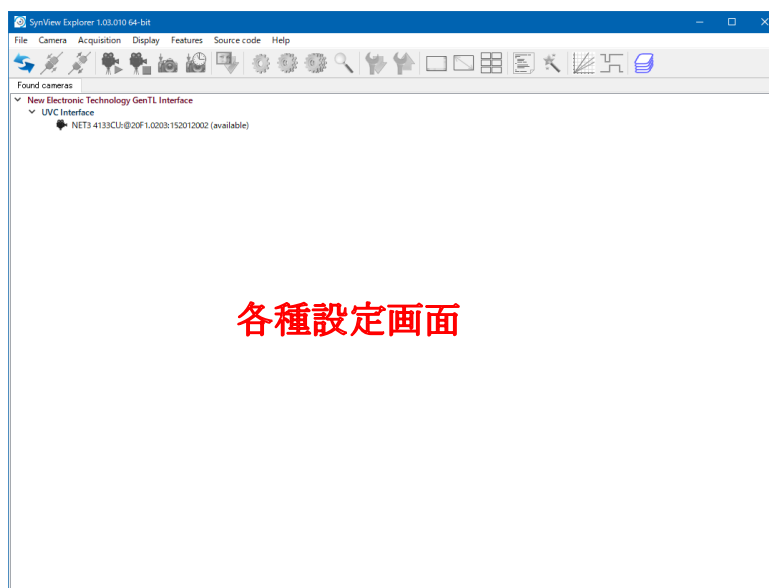 SynView Explorer 1.03.010 64-bit
File Camera Acquisition Display Features Source code Help
Found cameras
New Electronic Technology GenTL Interface
UVC Interface
NET3 4133CU:@20F1.0203:152012002 (available)
各種設定画面